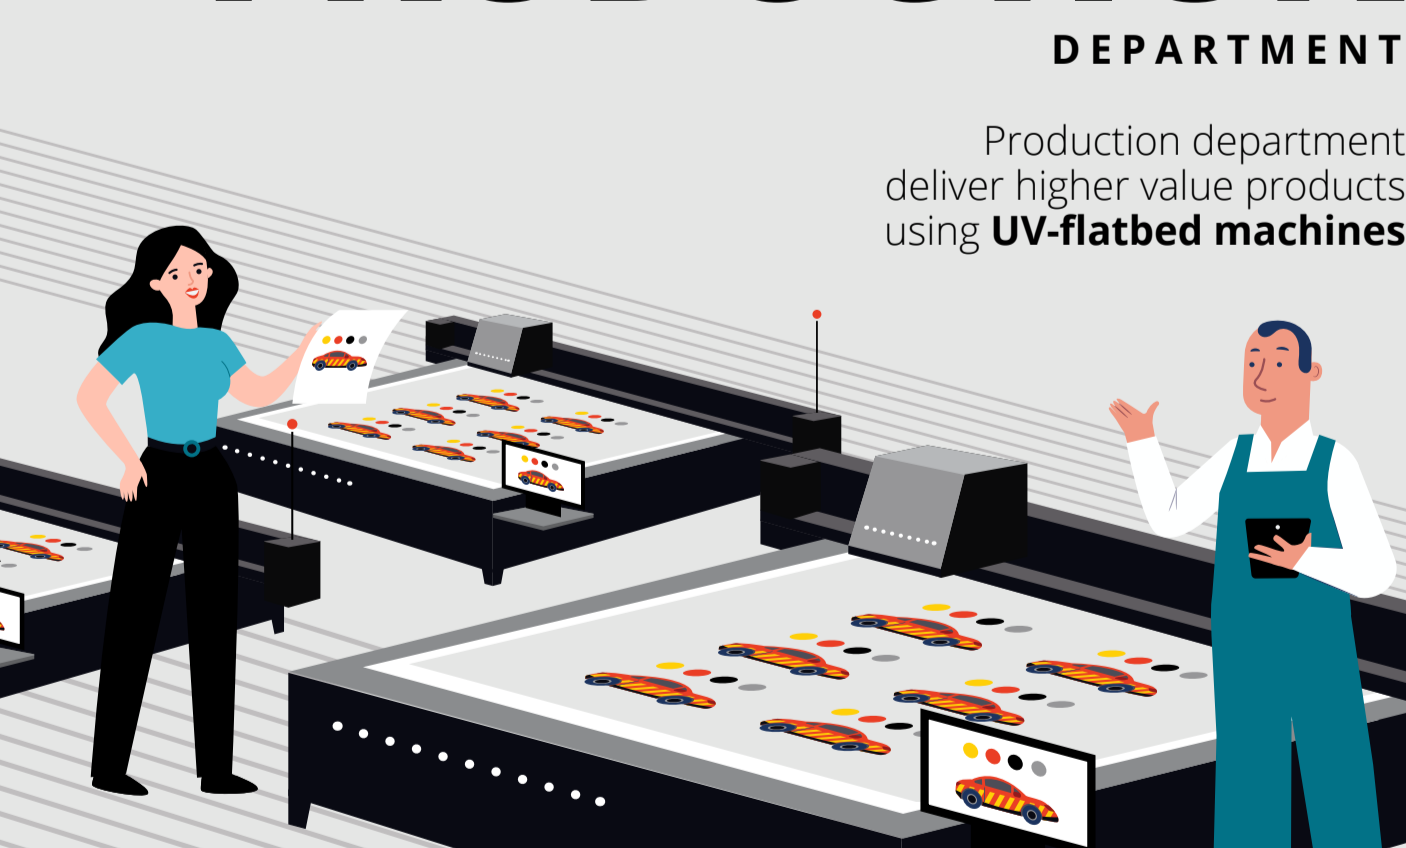 DEPARTMENT
Production department
deliver higher value products
using UV-flatbed machines